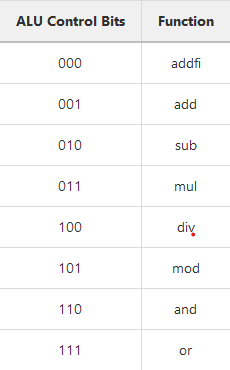 ALU Control Bits Function
000 addfi
001 add
010 sub
011 mul
100 div
101 mod
110 and
111 or